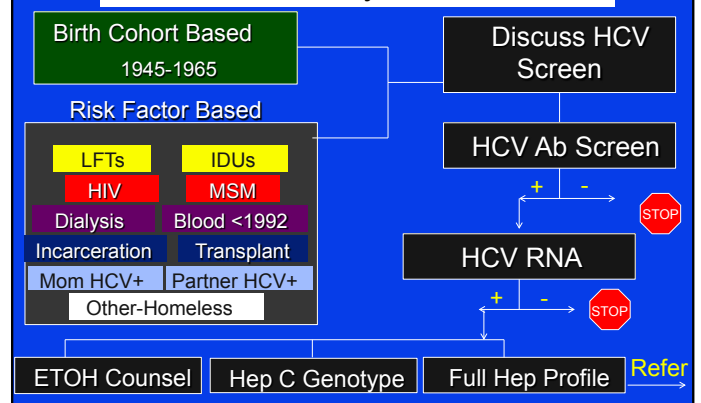 Birth Cohort Based
1945-1965
Discuss HCV
Screen
Risk Factor Based
LFTs
IDUs
HIV
MSM
Dialysis
Blood <1992
Incarceration
Transplant
Mom HCV+
Partner HCV+
Other-Homeless
HCV Ab Screen
+
-
STOP
HCV RNA
+
-
STOP
ETOH Counsel
Hep C Genotype
Full Hep Profile
Refer